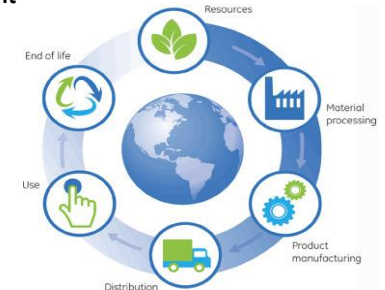 Resources
Material
processing
Product
manufacturing
Distribution
Use
End of life